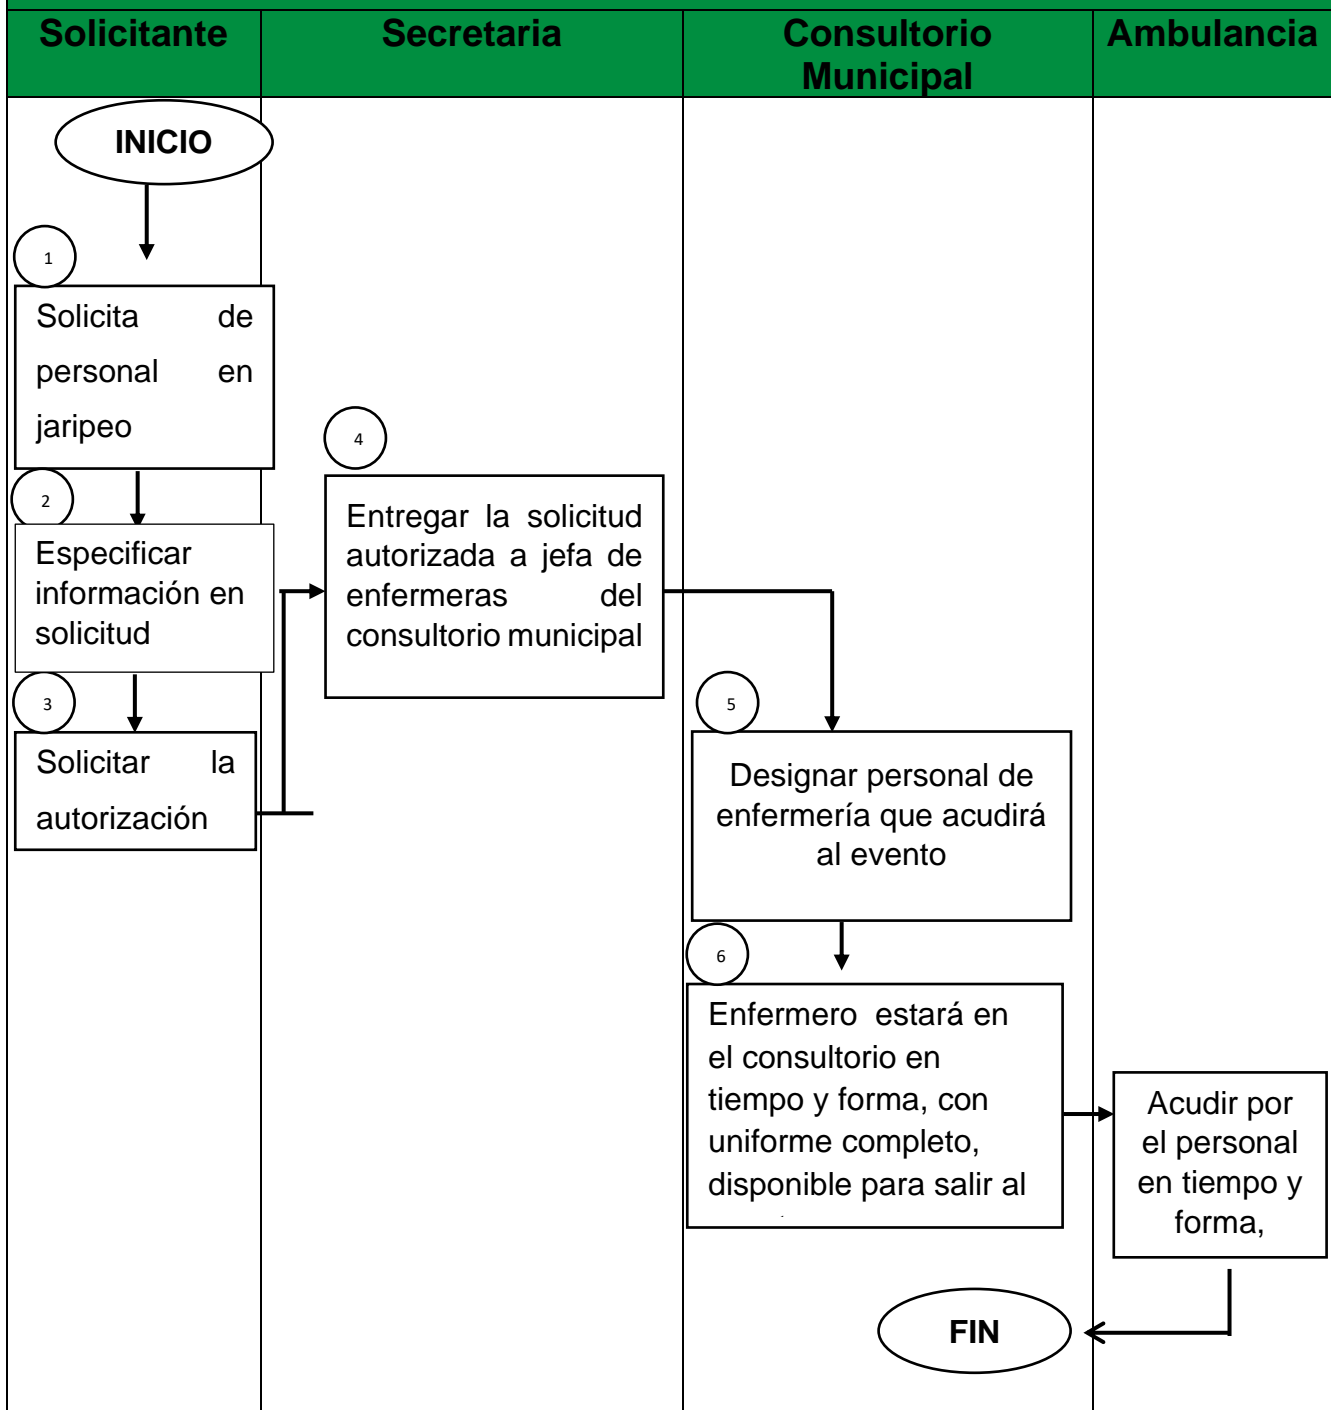 Solicitante
Secretaria
Consultorio
Municipal
Ambulancia
INICIO
1
Solicita de
personal en
jaripeo
2
Especificar
información en
solicitud
3
Solicitar la
autorización
4
Entregar la solicitud
autorizada a jefa de
enfermeras del
consultorio municipal
5
Designar personal de
enfermería que acudirá
al evento
6
Enfermero estará en
el consultorio en
tiempo y forma, con
uniforme completo,
disponible para salir al
Acudir por
el personal
en tiempo y
forma,
FIN